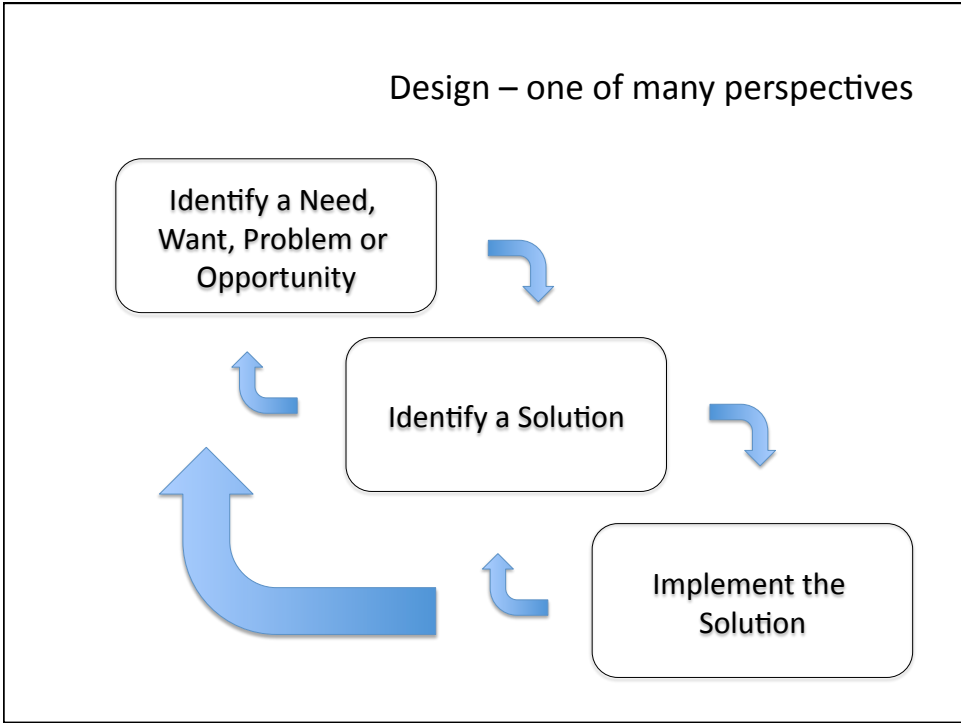 Design – one of many perspectives
Identify a Need,
Want, Problem or
Opportunity
Identify a Solution
Implement the
Solution